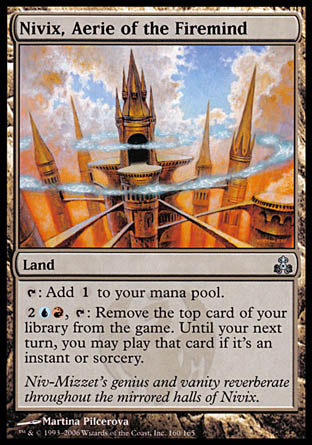 Nivix, Aerie of the Firemind
Land
: Add 1 to your mana pool.
2 , : Remove the top card of your
library from the game. Until your next
turn, you may play that card if it's an
instant or sorcery.
Niv-Mizzet's genius and vanity reverberate
throughout the mirrored halls of Nivix.
Martina Pilcerova
™ & © 1993–2006 Wizards of the Coast, Inc. 160/165